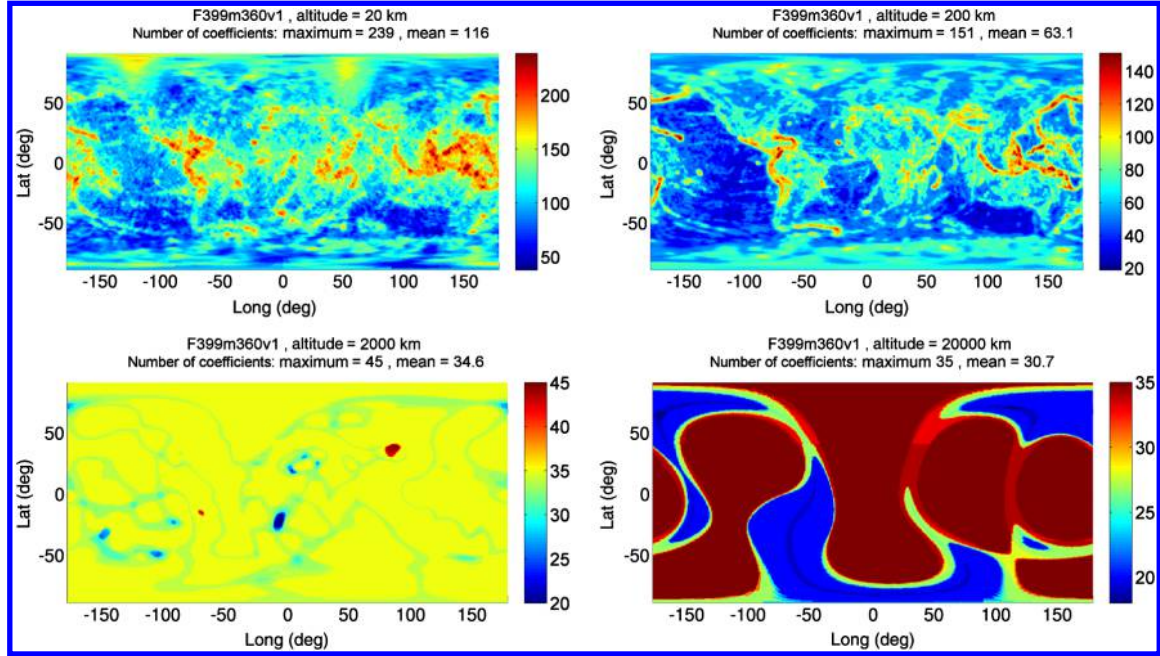 F399m360v1 , altitude = 20 km
Number of coefficients: maximum = 239 , mean = 116
50
0
-50
Lat (deg)
-150 -100 -50 0 50 100 150
Long (deg)
200
150
100
50
F399m360v1 , altitude = 200 km
Number of coefficients: maximum = 151 , mean = 63.1
50
0
-50
Lat (deg)
-150 -100 -50 0 50 100 150
Long (deg)
140
120
100
80
60
40
20
F399m360v1 , altitude = 2000 km
Number of coefficients: maximum = 45 , mean = 34.6
50
0
-50
Lat (deg)
-150 -100 -50 0 50 100 150
Long (deg)
45
40
35
30
25
20
F399m360v1 , altitude = 20000 km
Number of coefficients: maximum 35 , mean = 30.7
50
0
-50
Lat (deg)
-150 -100 -50 0 50 100 150
Long (deg)
35
30
25
20